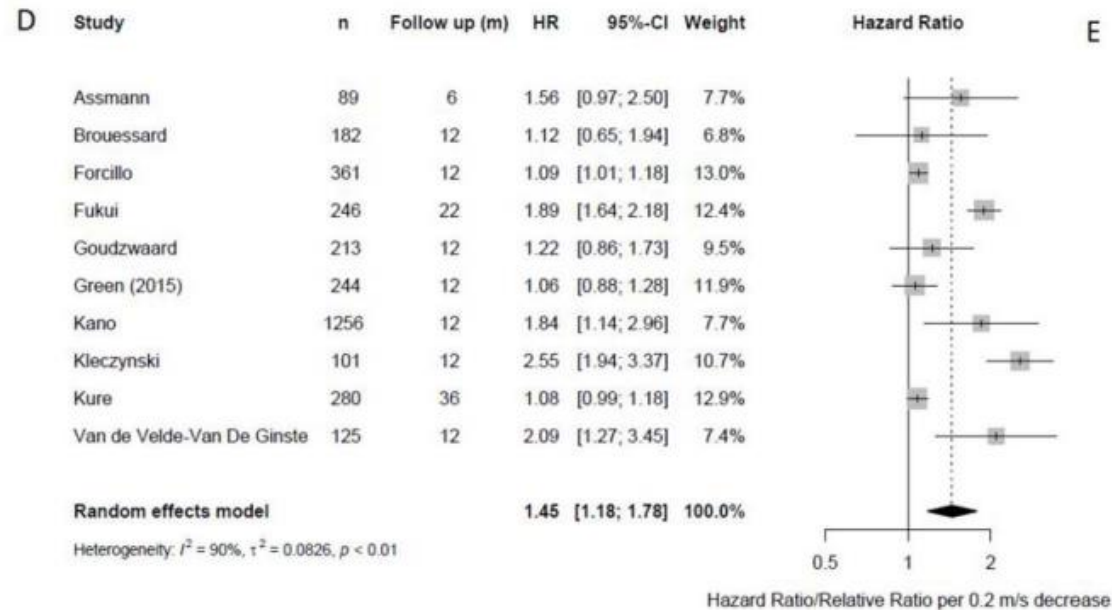 D Study n Follow up (m) HR 95%-CI Weight Hazard Ratio E
Assmann 89 6 1.56 [0.97; 2.50] 7.7%
Brouessard 182 12 1.12 [0.65; 1.94] 6.8%
Forcillo 361 12 1.09 [1.01; 1.18] 13.0%
Fukui 246 22 1.89 [1.64; 2.18] 12.4%
Goudzwaard 213 12 1.22 [0.86; 1.73] 9.5%
Green (2015) 244 12 1.06 [0.88; 1.28] 11.9%
Kano 1256 12 1.84 [1.14; 2.96] 7.7%
Kleczynski 101 12 2.55 [1.94; 3.37] 10.7%
Kure 280 36 1.08 [0.99; 1.18] 12.9%
Van de Velde-Van De Ginste 125 12 2.09 [1.27; 3.45] 7.4%
Random effects model 1.45 [1.18; 1.78] 100.0%
Heterogeneity: I² = 90%, τ² = 0.0826, p < 0.01
0.5 1 2
Hazard Ratio/Relative Ratio per 0.2 m/s decrease